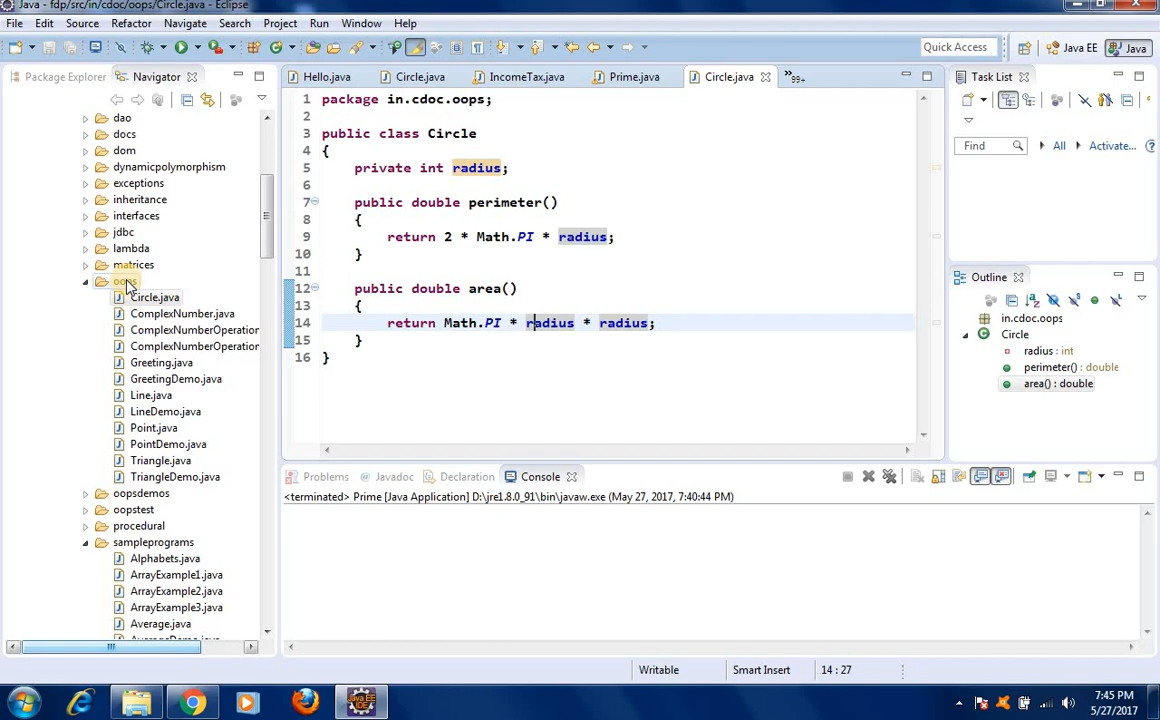 Java - fdp/src/in/cdoc/oops/Circle.java - Eclipse
File Edit Source Refactor Navigate Search Project Run Window Help
Quick Access
Java EE
Java
Package Explorer
Navigator
dao
docs
dom
dynamicpolymorphism
exceptions
inheritance
interfaces
jdbc
lambda
matrices
oops
Circle.java
ComplexNumber.java
ComplexNumberOperation
ComplexNumberOperation
Greeting.java
GreetingDemo.java
Line.java
LineDemo.java
Point.java
PointDemo.java
Triangle.java
TriangleDemo.java
oopsdemos
oopstest
procedural
sampleprograms
Alphabets.java
ArrayExample1.java
ArrayExample2.java
ArrayExample3.java
Average.java
AverageDemo.java
Hello.java
Circle.java
IncomeTax.java
Prime.java
Circle.java
»99+
1 package in.cdoc.oops;
2
3 public class Circle
4 {
5 private int radius;
6
7 public double perimeter()
8 {
9 return 2 * Math.PI * radius;
10 }
11
12 public double area()
13 {
14 return Math.PI * radius * radius;
15 }
16 }
Task List
Find
All
Activate...
Outline
in.cdoc.oops
Circle
radius : int
perimeter() : double
area() : double
Problems
Javadoc
Declaration
Console
<terminated> Prime [Java Application] D:\jre1.8.0_91\bin\javaw.exe (May 27, 2017, 7:40:44 PM)
Writable
Smart Insert
14 : 27
Java EE
IDE
7:45 PM
5/27/2017